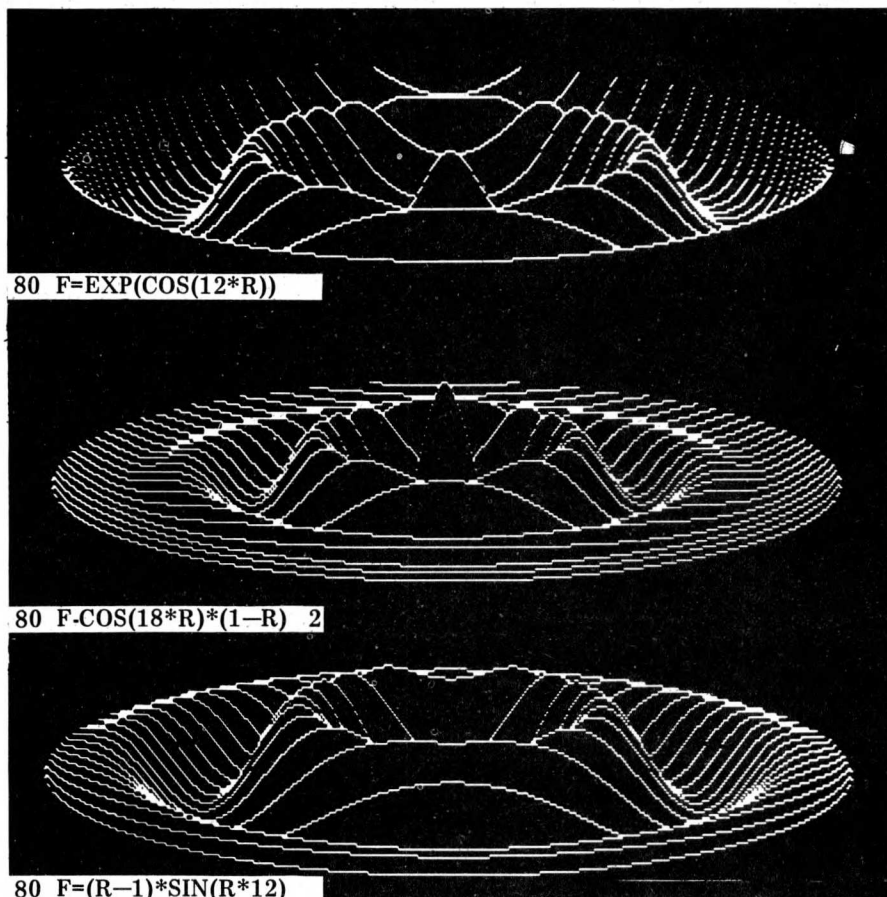 80 F=EXP(COS(12*R))
80 F-COS(18*R)*(1—R) 2
80 F=(R—1)*SIN(R*12)